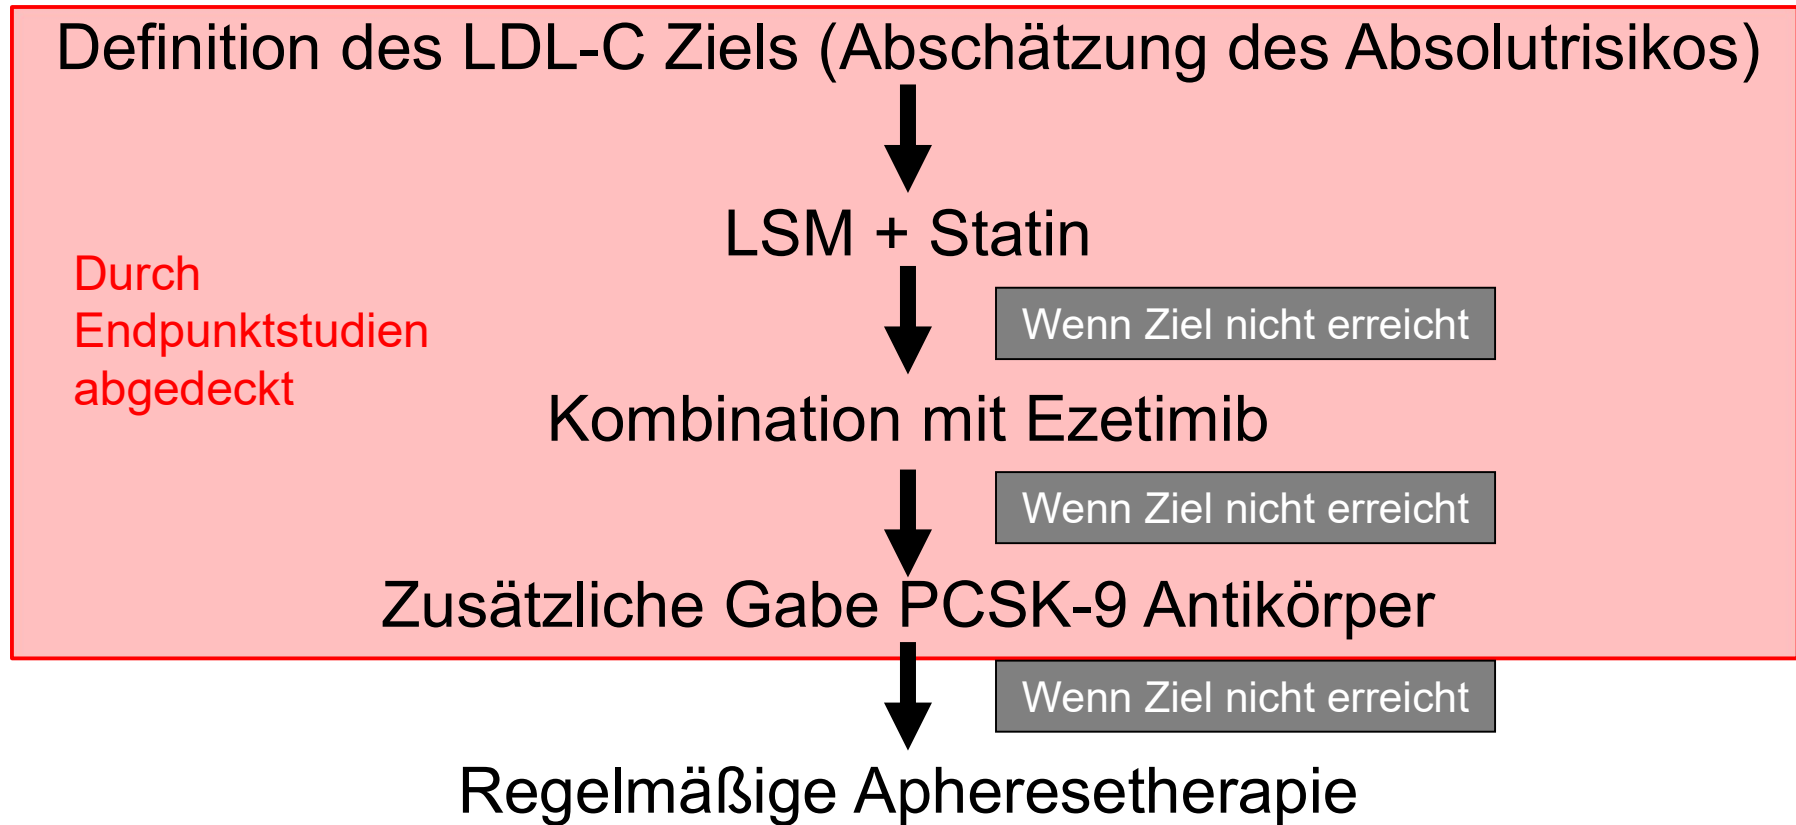 Definition des LDL-C Ziels (Abschätzung des Absolutrisikos)
LSM + Statin
Durch
Endpunktstudien
abgedeckt
Wenn Ziel nicht erreicht
Kombination mit Ezetimib
Wenn Ziel nicht erreicht
Zusätzliche Gabe PCSK-9 Antikörper
Wenn Ziel nicht erreicht
Regelmäßige Apheresetherapie